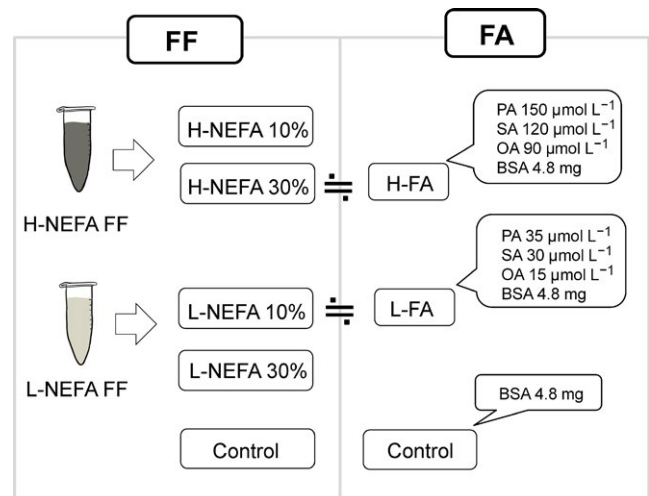 FF
FA
H-NEFA FF
H-NEFA 10%
H-NEFA 30%
≒
H-FA
PA 150 µmol L⁻¹
SA 120 µmol L⁻¹
OA 90 µmol L⁻¹
BSA 4.8 mg
L-NEFA FF
L-NEFA 10%
≒
L-FA
PA 35 µmol L⁻¹
SA 30 µmol L⁻¹
OA 15 µmol L⁻¹
BSA 4.8 mg
L-NEFA 30%
Control
Control
BSA 4.8 mg